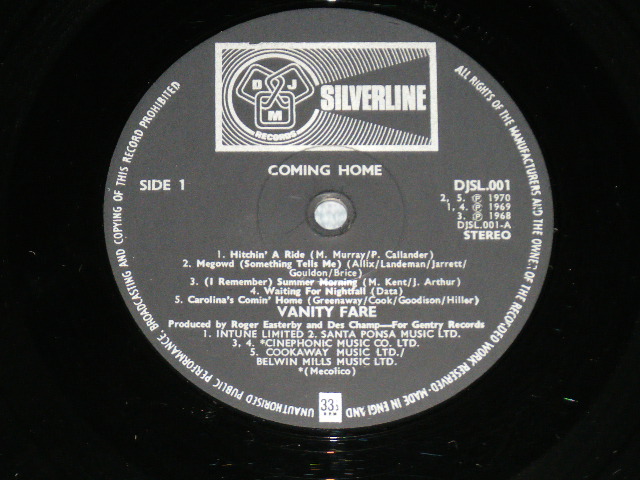 D J M
RECORDS
SILVERLINE
COMING HOME
SIDE 1
DJSL.001
2, 5. Ⓟ 1970
1, 4. Ⓟ 1969
3. Ⓟ 1968
DJSL.001-A
STEREO
1. Hitchin' A Ride (M. Murray/P. Callander)
2. Megowd (Something Tells Me) (Allix/Landeman/Jarrett/
Gouldon/Brice)
3. (I Remember) Summer Morning (M. Kent/J. Arthur)
4. Waiting For Nightfall (Data)
5. Carolina's Comin' Home (Greenaway/Cook/Goodison/Hiller)
VANITY FARE
Produced by Roger Easterby and Des Champ—For Gentry Records
1. INTUNE LIMITED 2. SANTA PONSA MUSIC LTD.
3, 4. *CINEPHONIC MUSIC CO. LTD.
5. COOKAWAY MUSIC LTD./
BELWIN MILLS MUSIC LTD.
*(Mecolico)
33⅓
RPM
ALL RIGHTS OF THE MANUFACTURERS AND THE OWNER OF THE RECORDED WORK RESERVED-MADE IN ENGLAND
UNAUTHORISED PUBLIC PERFORMANCE, BROADCASTING AND COPYING OF THIS RECORD PROHIBITED